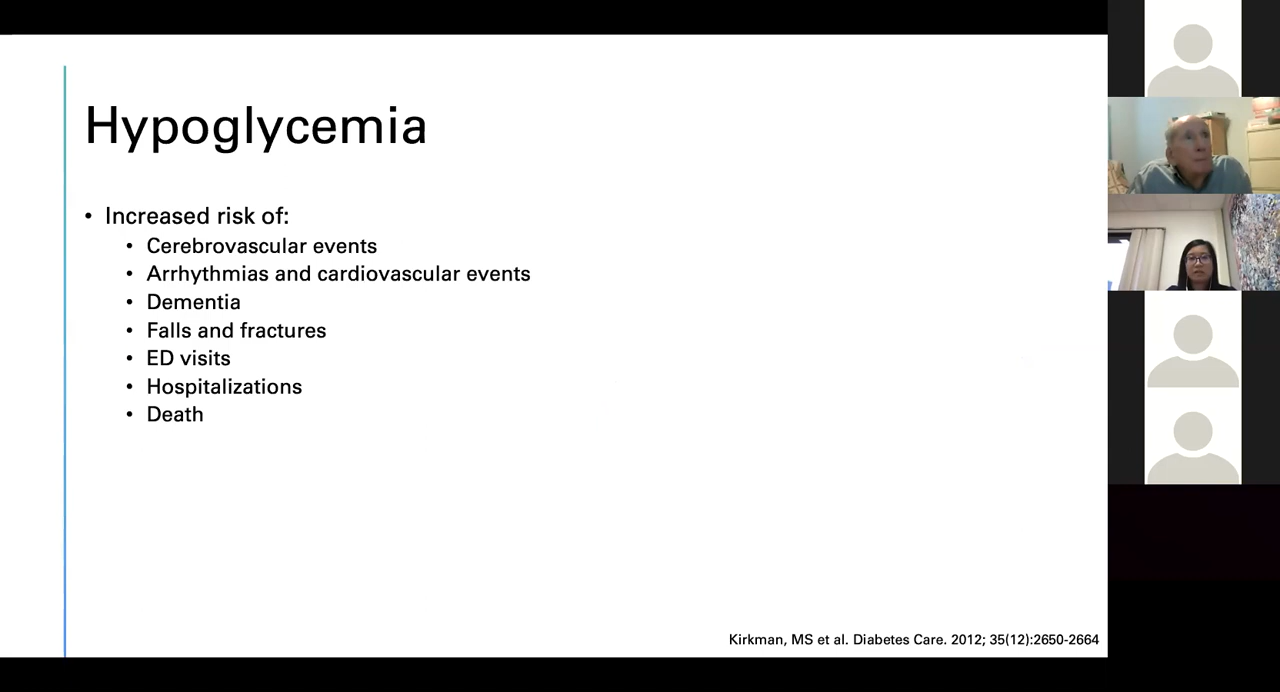 Hypoglycemia
• Increased risk of:
• Cerebrovascular events
• Arrhythmias and cardiovascular events
• Dementia
• Falls and fractures
• ED visits
• Hospitalizations
• Death
Kirkman, MS et al. Diabetes Care. 2012; 35(12):2650-2664